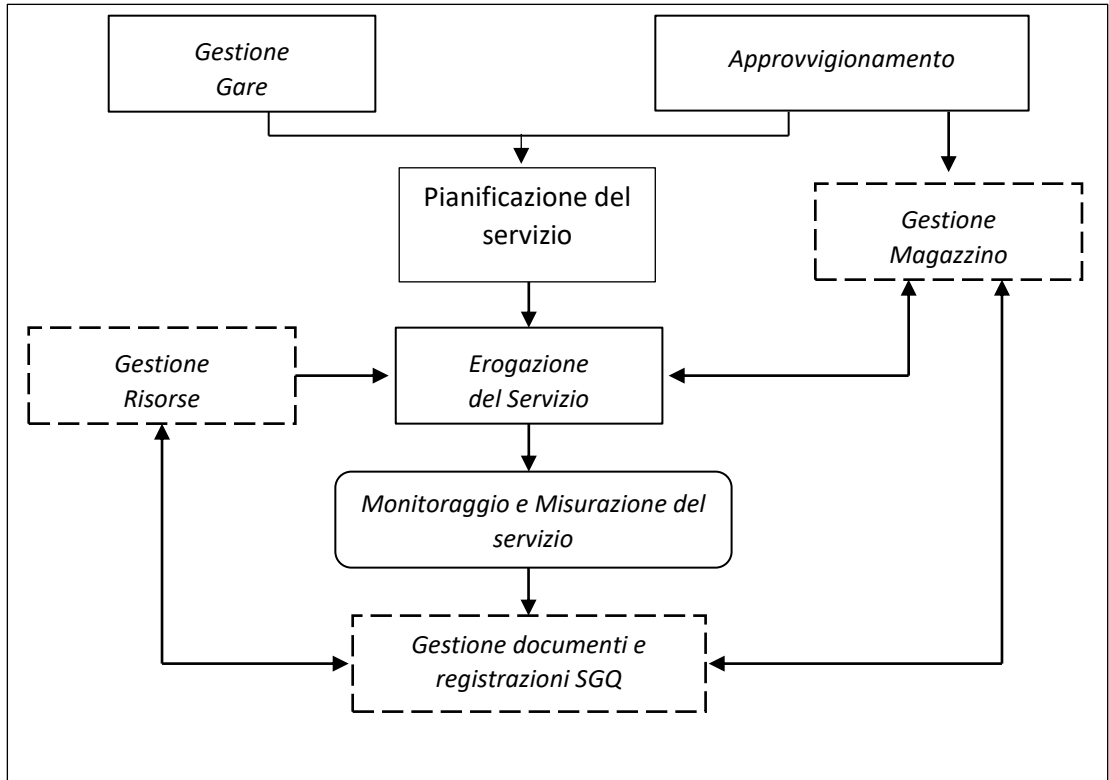 Gestione
Gare
Approvvigionamento
Pianificazione del
servizio
Gestione
Magazzino
Gestione
Risorse
Erogazione
del Servizio
Monitoraggio e Misurazione del
servizio
Gestione documenti e
registrazioni SGQ